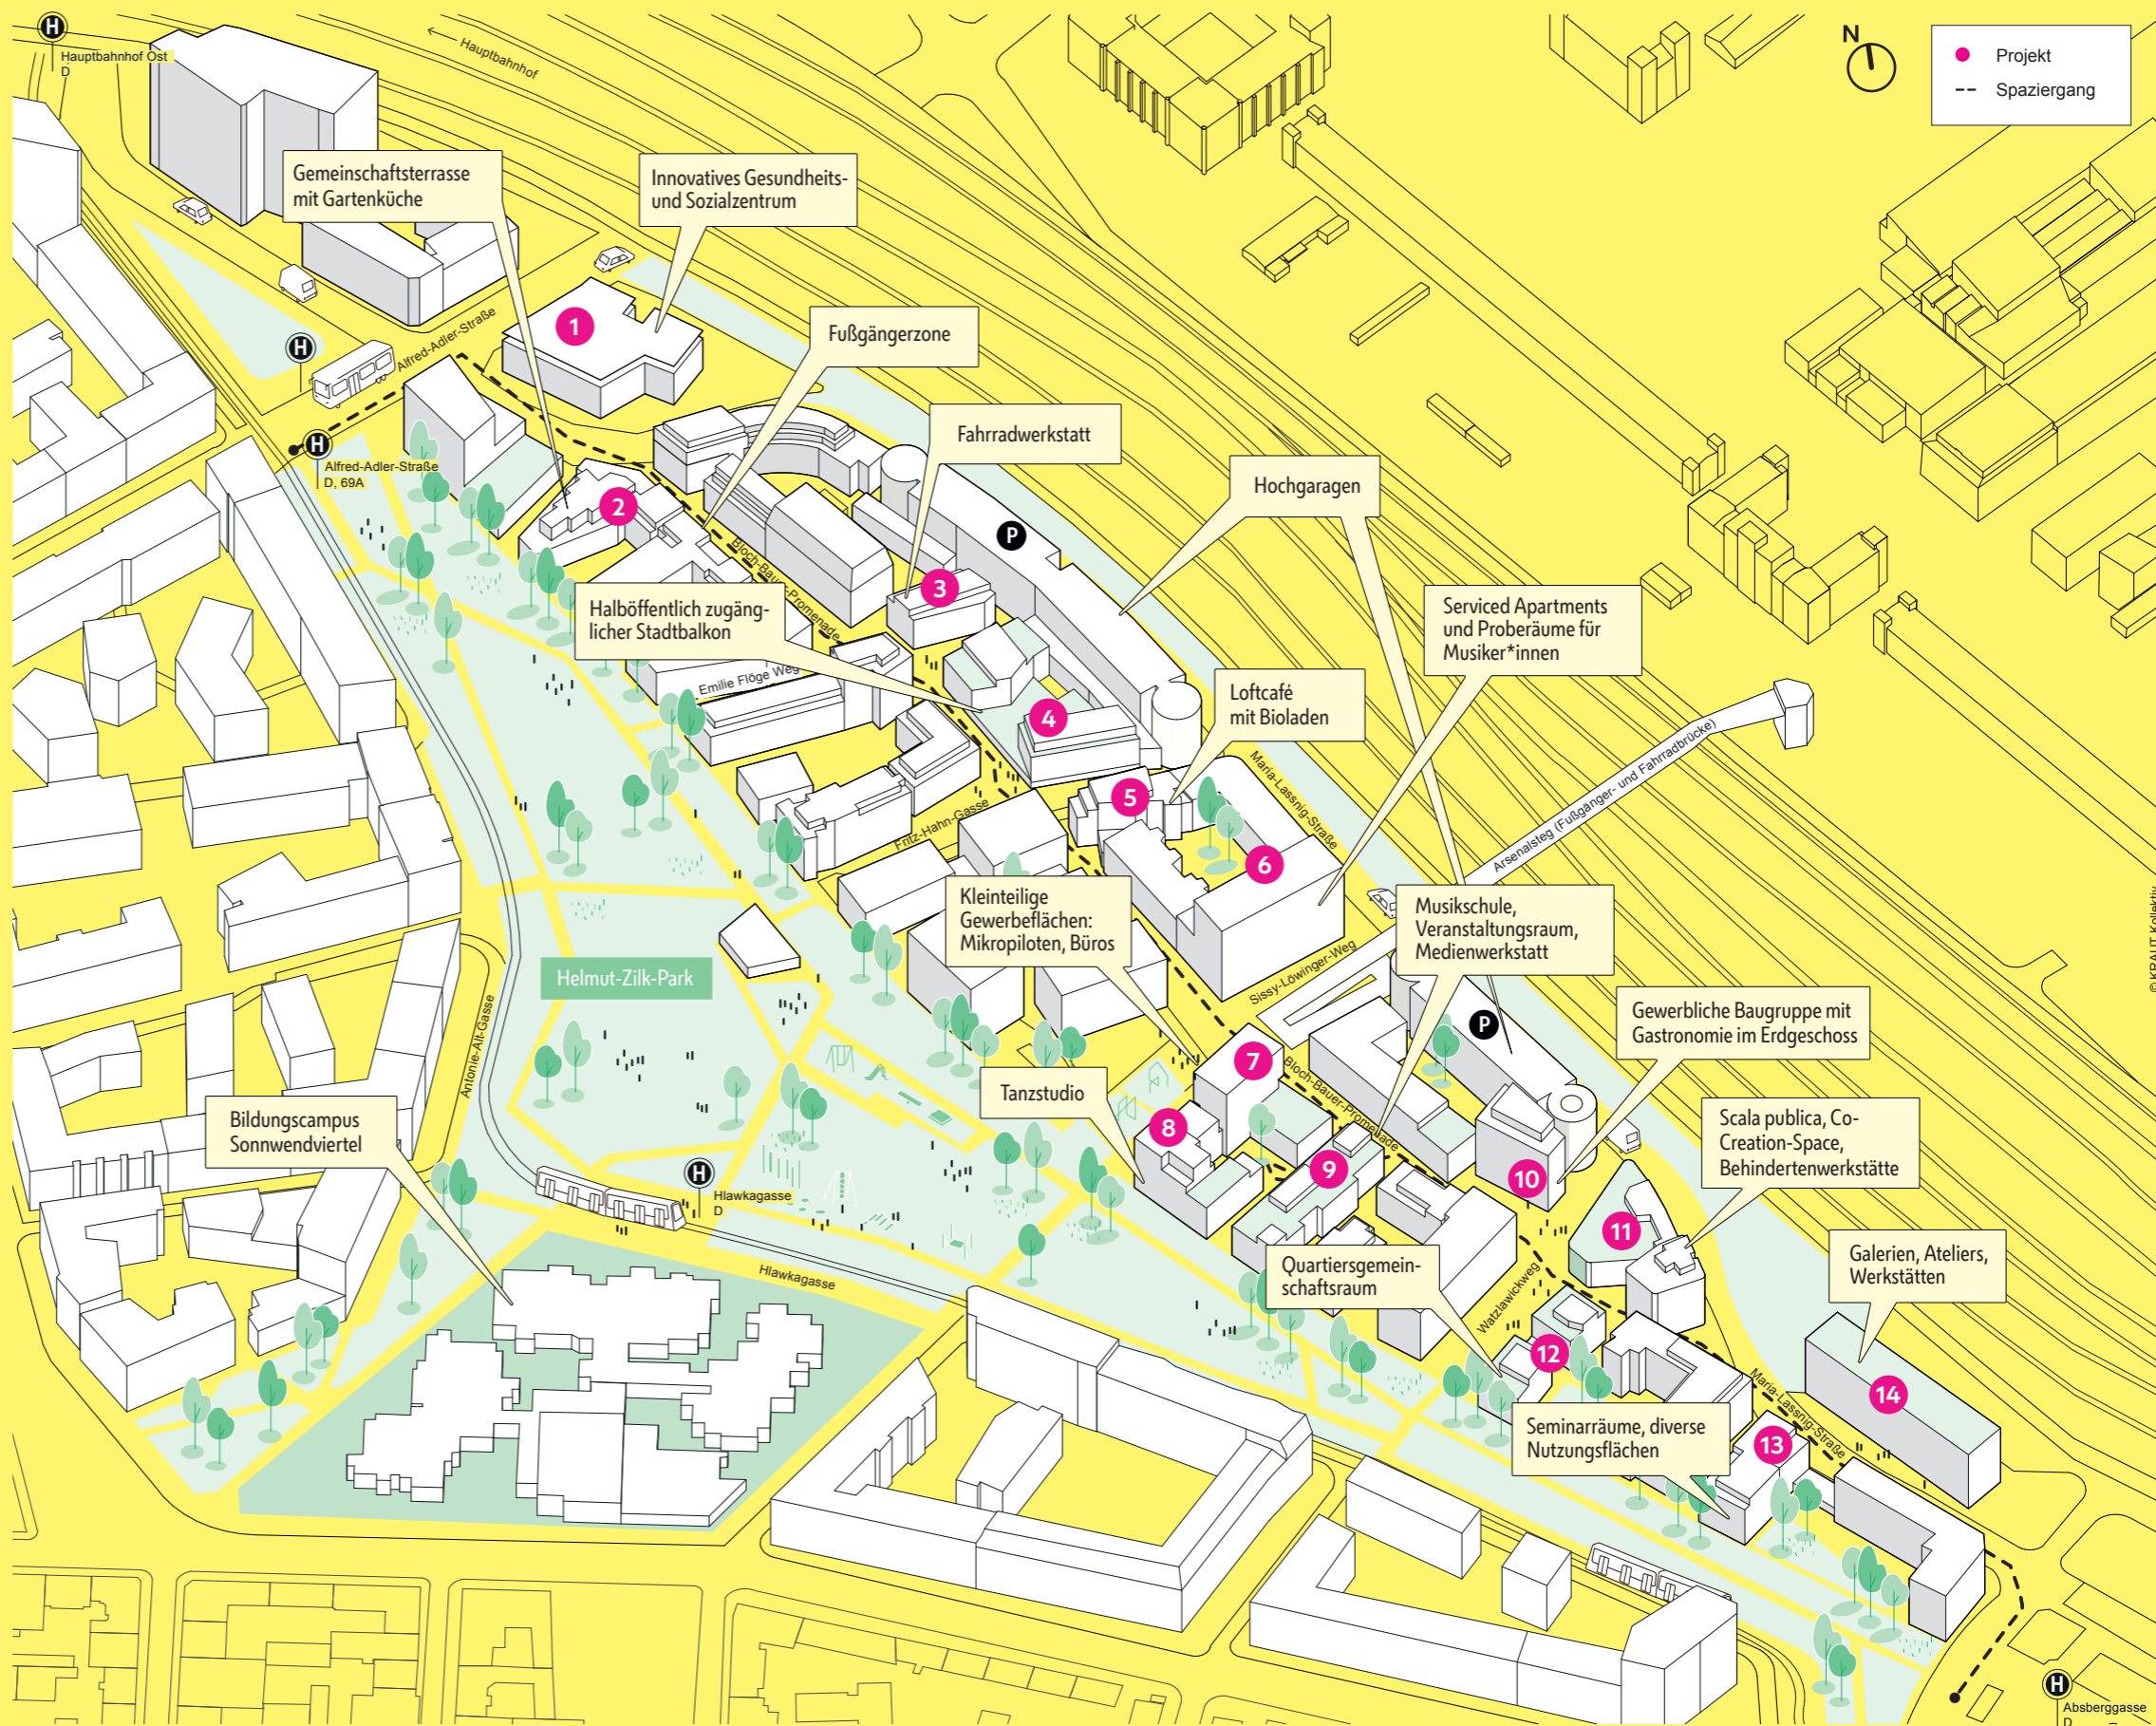 H
Hauptbahnhof Ost
D
← Hauptbahnhof
N
Projekt
Spaziergang
Gemeinschaftsterrasse
mit Gartenküche
Innovatives Gesundheits-
und Sozialzentrum
1
Fußgängerzone
H
Alfred-Adler-Straße
H
Alfred-Adler-Straße
D, 69A
Fahrradwerkstatt
Hochgaragen
2
P
Bloch-Bauer-Promenade
3
Halböffentlich zugäng-
licher Stadtbalkon
Serviced Apartments
und Proberäume für
Musiker*innen
Emilie Flöge Weg
4
Loftcafé
mit Bioladen
Maria-Lassnig-Straße
Arsenalsteg (Fußgänger- und Fahrradbrücke)
5
Fritz-Hahn-Gasse
6
Kleinteilige
Gewerbeflächen:
Mikropiloten, Büros
Musikschule,
Veranstaltungsraum,
Medienwerkstatt
© KRAUT Kollektiv
Helmut-Zilk-Park
Sissy-Löwinger-Weg
Antonie-Alt-Gasse
P
Gewerbliche Baugruppe mit
Gastronomie im Erdgeschoss
7
Bloch-Bauer-Promenade
Tanzstudio
8
Bildungscampus
Sonnwendviertel
Scala publica, Co-
Creation-Space,
Behindertenwerkstätte
9
10
H
Hlawkagasse
D
11
Hlawkagasse
Quartiersgemein-
schaftsraum
Galerien, Ateliers,
Werkstätten
Watzlawickweg
12
Maria-Lassnig-Straße
14
Seminarräume, diverse
Nutzungsflächen
13
H
Absberggasse
D